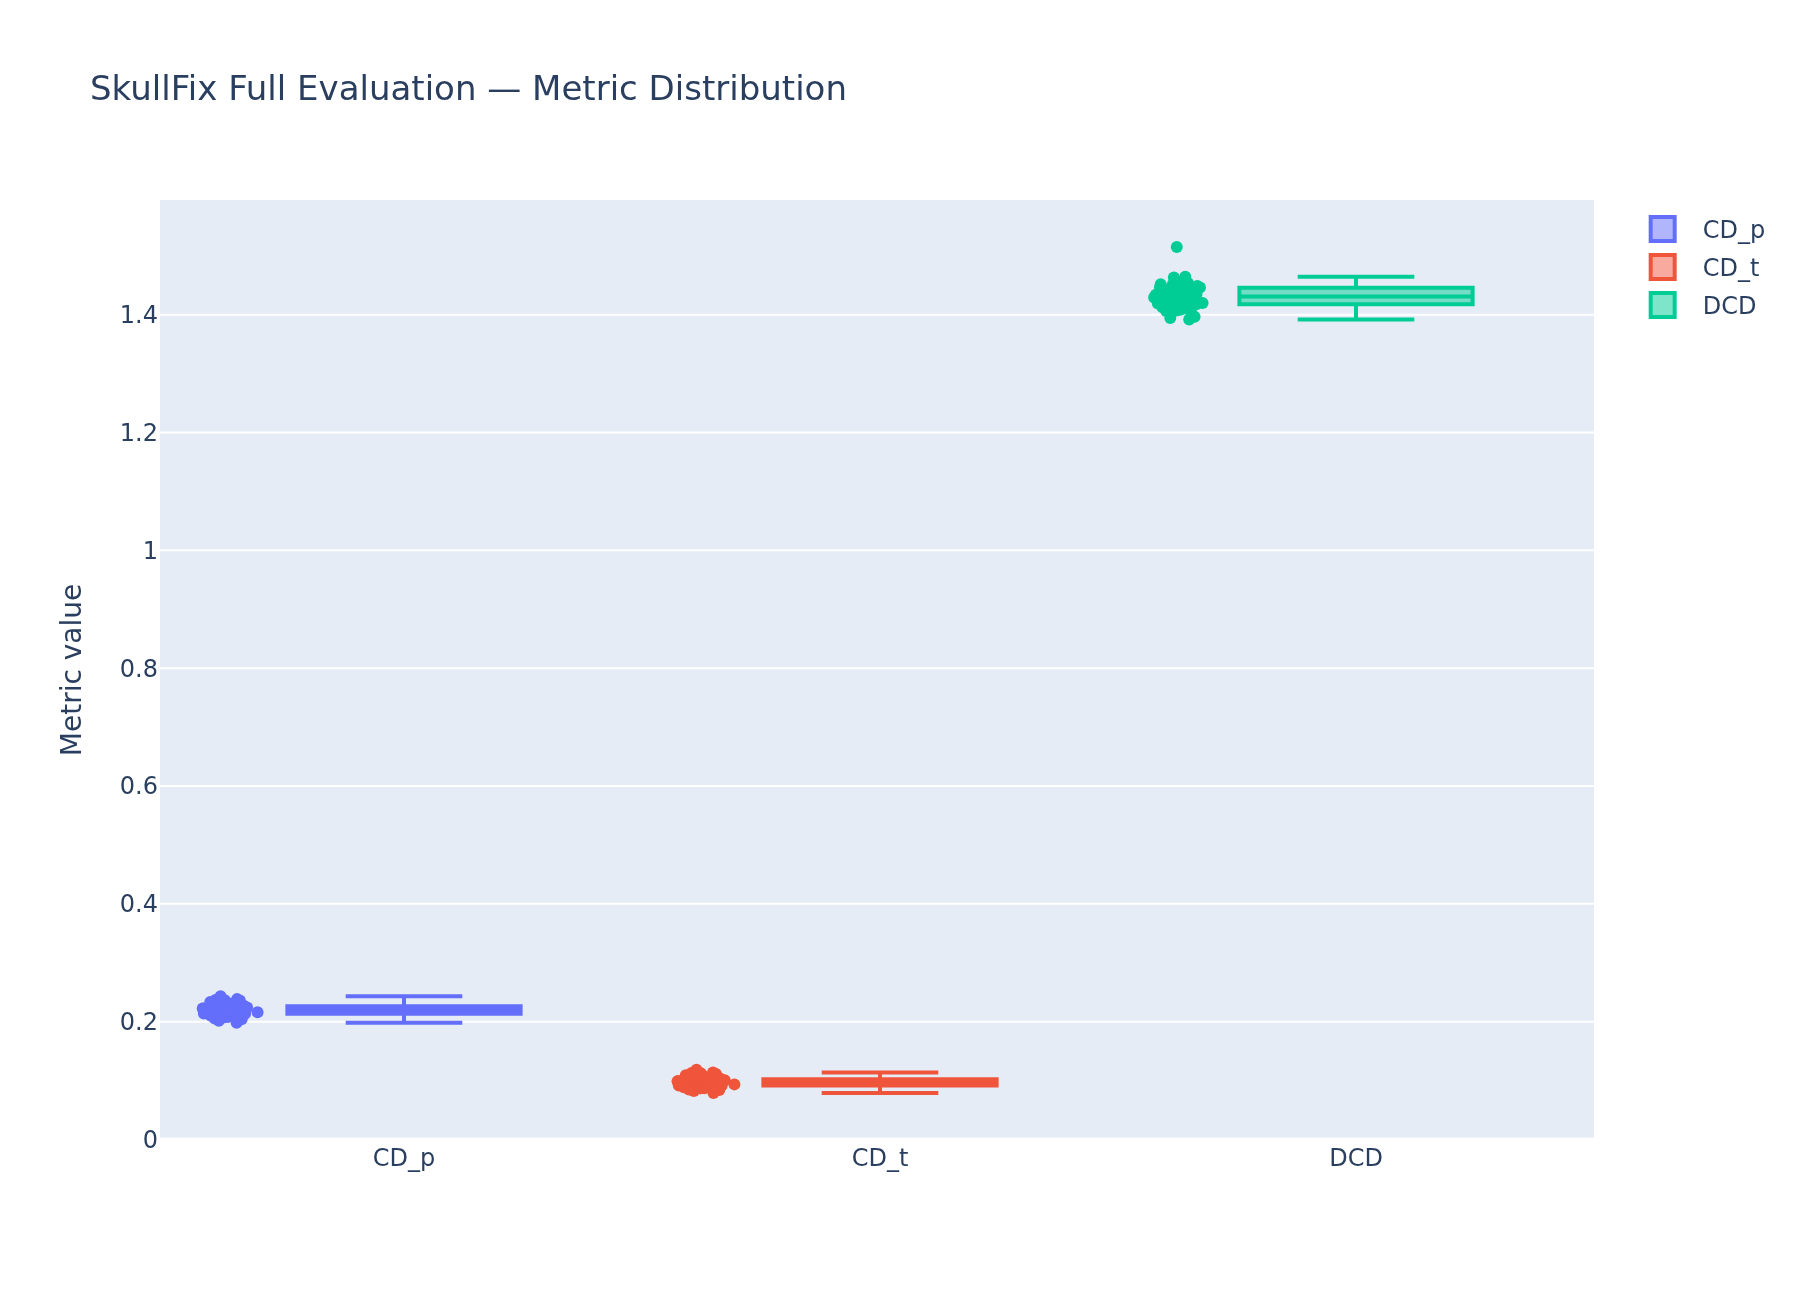 SkullFix Full Evaluation — Metric Distribution
CD_p
CD_t
DCD
Metric value
1.4
1.2
1
0.8
0.6
0.4
0.2
0
CD_p
CD_t
DCD